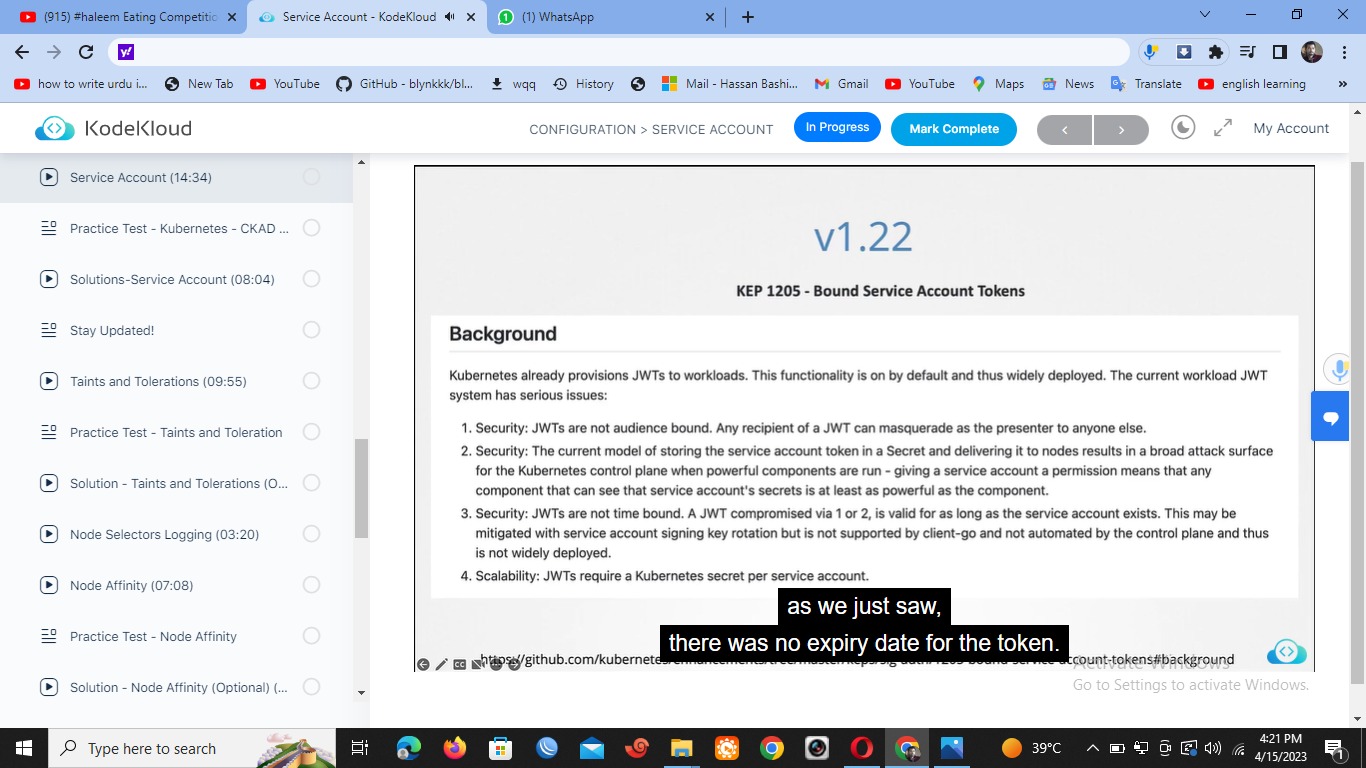 (915) #haleem Eating Competitio
Service Account - KodeKloud
(1) WhatsApp
how to write urdu i...
New Tab
YouTube
GitHub - blynkkk/bl...
wqq
History
Mail - Hassan Bashi...
Gmail
YouTube
Maps
News
Translate
english learning
»
KodeKloud
CONFIGURATION > SERVICE ACCOUNT
In Progress
Mark Complete
My Account
Service Account (14:34)
Practice Test - Kubernetes - CKAD ...
Solutions-Service Account (08:04)
Stay Updated!
Taints and Tolerations (09:55)
Practice Test - Taints and Toleration
Solution - Taints and Tolerations (O...
Node Selectors Logging (03:20)
Node Affinity (07:08)
Practice Test - Node Affinity
Solution - Node Affinity (Optional) (...
v1.22
KEP 1205 - Bound Service Account Tokens
Background
Kubernetes already provisions JWTs to workloads. This functionality is on by default and thus widely deployed. The current workload JWT
system has serious issues:
1. Security: JWTs are not audience bound. Any recipient of a JWT can masquerade as the presenter to anyone else.
2. Security: The current model of storing the service account token in a Secret and delivering it to nodes results in a broad attack surface
for the Kubernetes control plane when powerful components are run - giving a service account a permission means that any
component that can see that service account's secrets is at least as powerful as the component.
3. Security: JWTs are not time bound. A JWT compromised via 1 or 2, is valid for as long as the service account exists. This may be
mitigated with service account signing key rotation but is not supported by client-go and not automated by the control plane and thus
is not widely deployed.
4. Scalability: JWTs require a Kubernetes secret per service account.
as we just saw,
there was no expiry date for the token.
Activate Windows
Go to Settings to activate Windows.
Type here to search
39°C
4:21 PM
4/15/2023
1